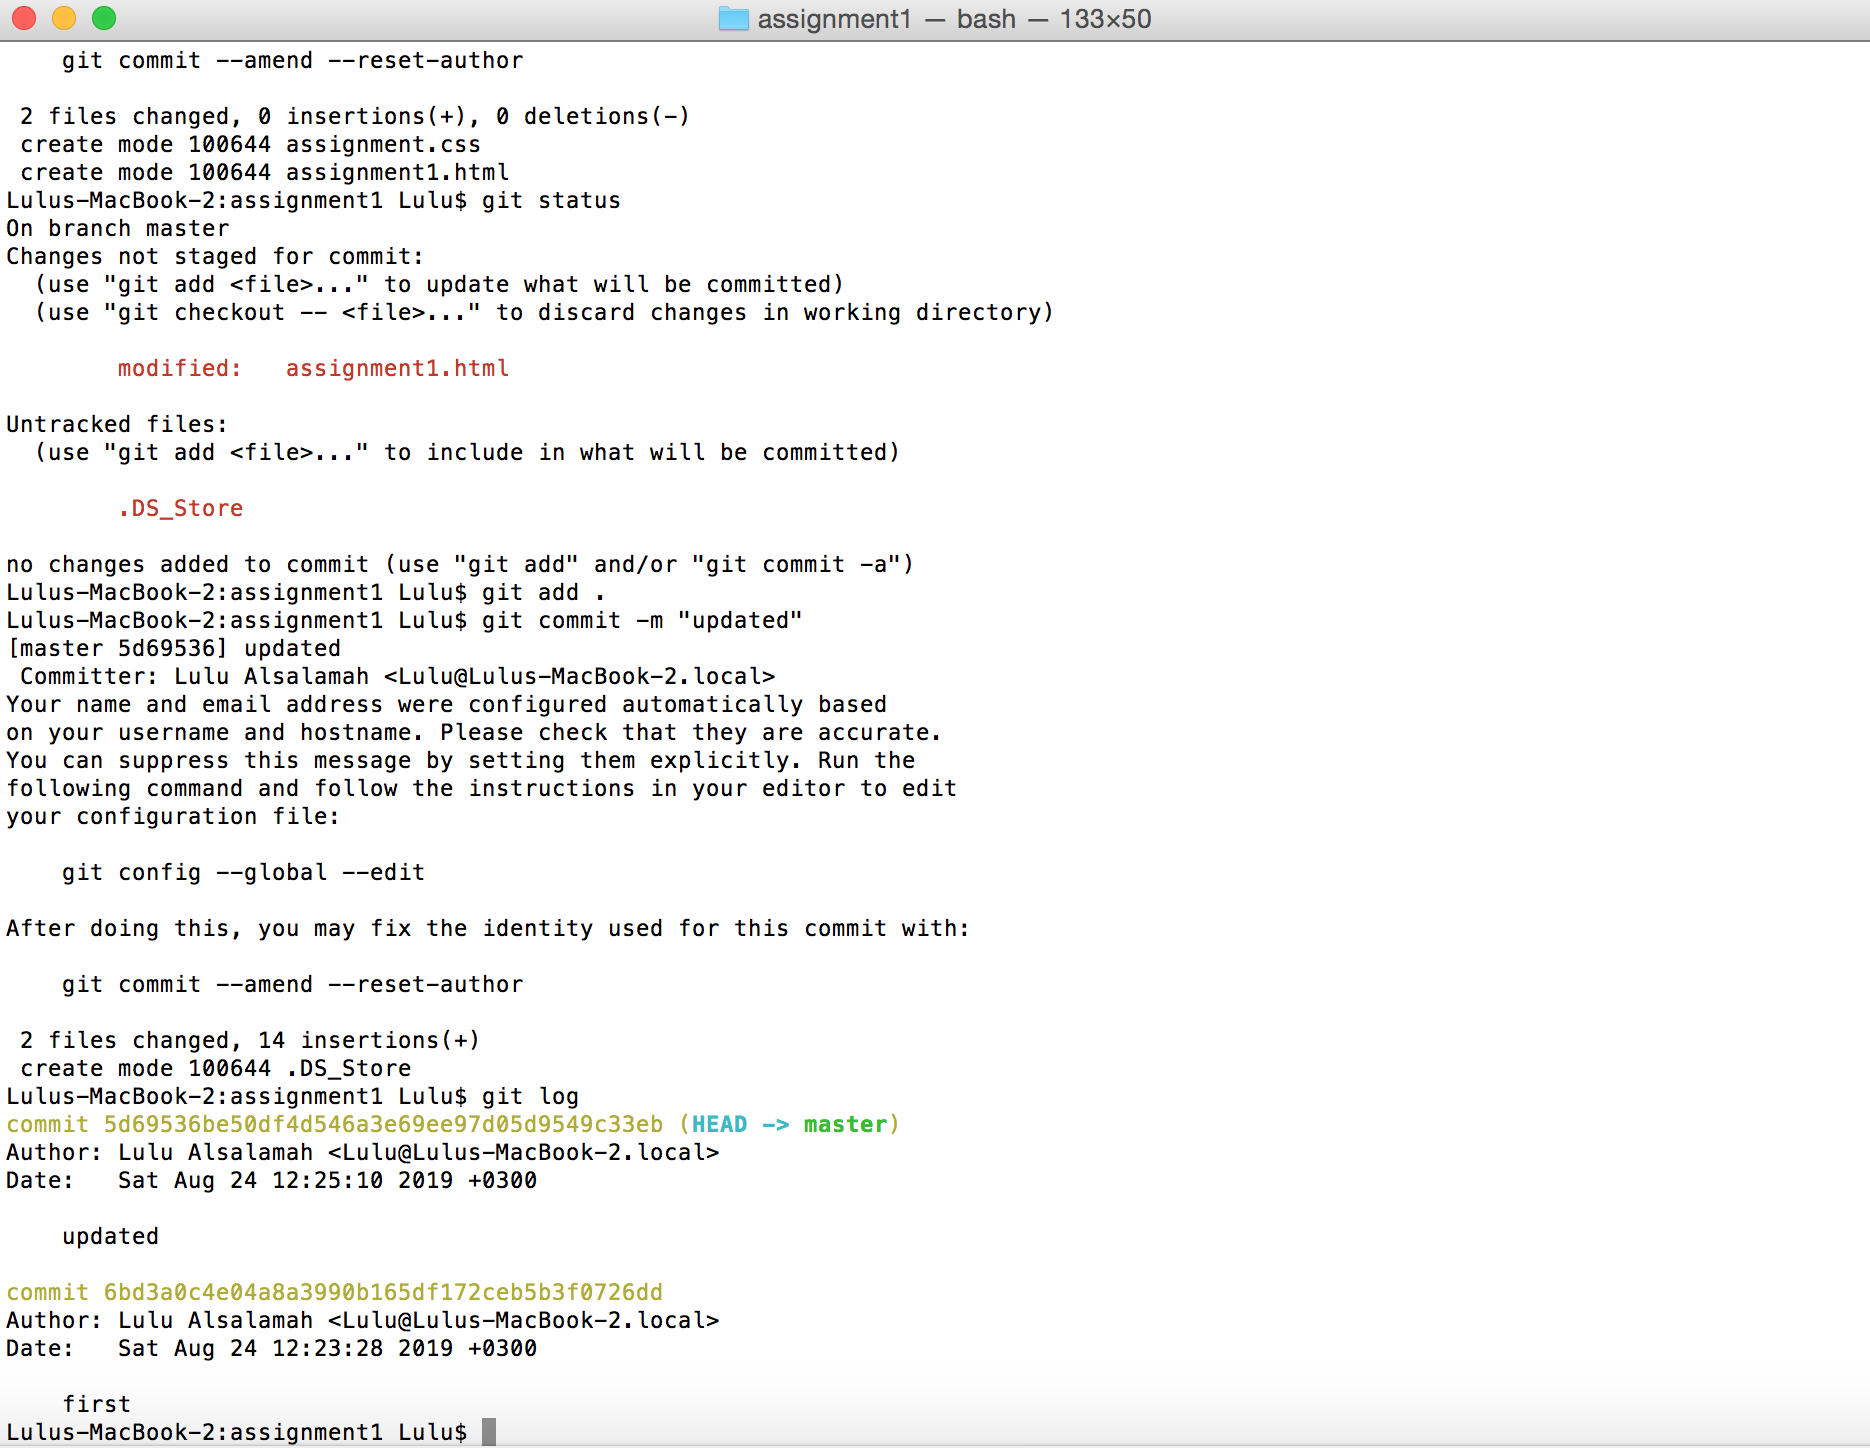 assignment1 — bash — 133×50
    git commit --amend --reset-author

 2 files changed, 0 insertions(+), 0 deletions(-)
 create mode 100644 assignment.css
 create mode 100644 assignment1.html
Lulus-MacBook-2:assignment1 Lulu$ git status
On branch master
Changes not staged for commit:
  (use "git add <file>..." to update what will be committed)
  (use "git checkout -- <file>..." to discard changes in working directory)

        modified:   assignment1.html

Untracked files:
  (use "git add <file>..." to include in what will be committed)

        .DS_Store

no changes added to commit (use "git add" and/or "git commit -a")
Lulus-MacBook-2:assignment1 Lulu$ git add .
Lulus-MacBook-2:assignment1 Lulu$ git commit -m "updated"
[master 5d69536] updated
 Committer: Lulu Alsalamah <Lulu@Lulus-MacBook-2.local>
Your name and email address were configured automatically based
on your username and hostname. Please check that they are accurate.
You can suppress this message by setting them explicitly. Run the
following command and follow the instructions in your editor to edit
your configuration file:

    git config --global --edit

After doing this, you may fix the identity used for this commit with:

    git commit --amend --reset-author

 2 files changed, 14 insertions(+)
 create mode 100644 .DS_Store
Lulus-MacBook-2:assignment1 Lulu$ git log
commit 5d69536be50df4d546a3e69ee97d05d9549c33eb (HEAD -> master)
Author: Lulu Alsalamah <Lulu@Lulus-MacBook-2.local>
Date:   Sat Aug 24 12:25:10 2019 +0300

    updated

commit 6bd3a0c4e04a8a3990b165df172ceb5b3f0726dd
Author: Lulu Alsalamah <Lulu@Lulus-MacBook-2.local>
Date:   Sat Aug 24 12:23:28 2019 +0300

    first
Lulus-MacBook-2:assignment1 Lulu$